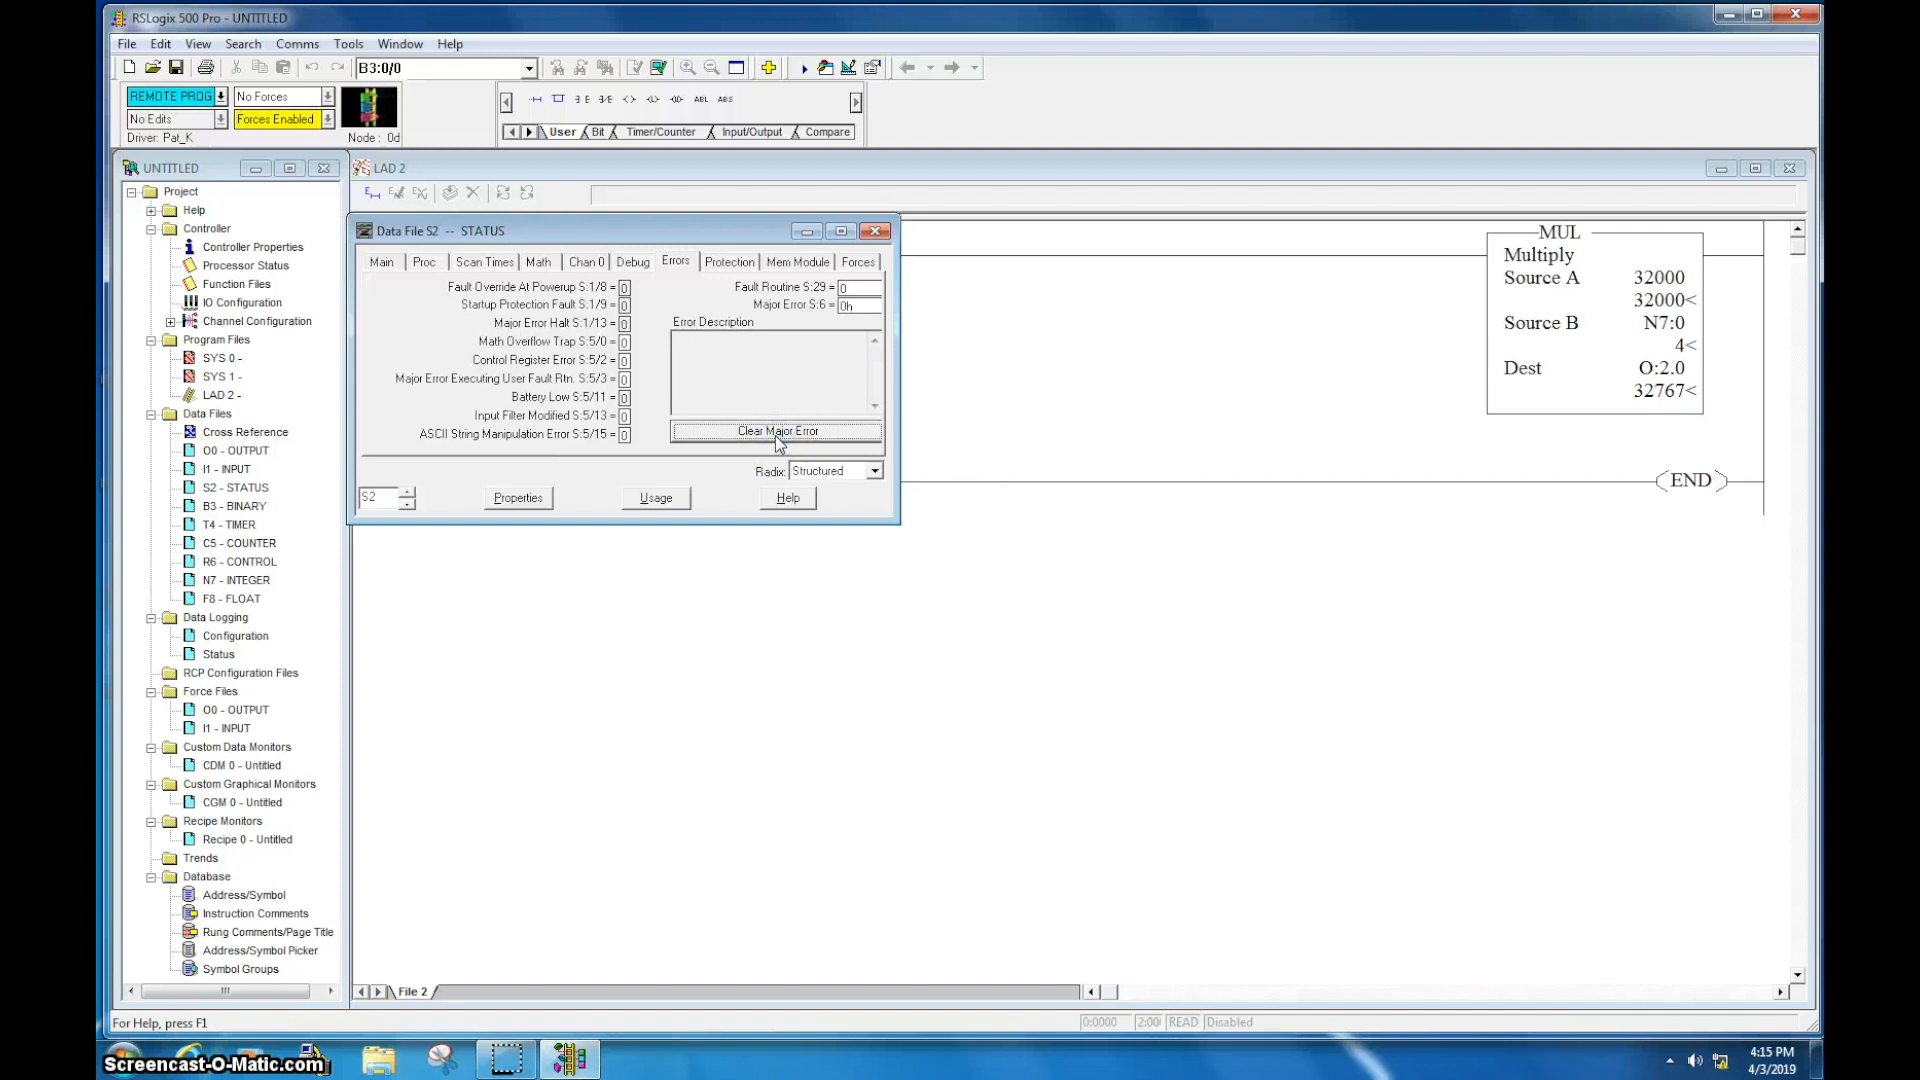 RSLogix 500 Pro - UNTITLED
File Edit View Search Comms Tools Window Help
B3:0/0
REMOTE PROG No Forces
No Edits Forces Enabled
Driver: Pat_K Node : 0d
ABL ABS
User Bit Timer/Counter Input/Output Compare
UNTITLED
Project
Help
Controller
Controller Properties
Processor Status
Function Files
IO Configuration
Channel Configuration
Program Files
SYS 0 -
SYS 1 -
LAD 2 -
Data Files
Cross Reference
O0 - OUTPUT
I1 - INPUT
S2 - STATUS
B3 - BINARY
T4 - TIMER
C5 - COUNTER
R6 - CONTROL
N7 - INTEGER
F8 - FLOAT
Data Logging
Configuration
Status
RCP Configuration Files
Force Files
O0 - OUTPUT
I1 - INPUT
Custom Data Monitors
CDM 0 - Untitled
Custom Graphical Monitors
CGM 0 - Untitled
Recipe Monitors
Recipe 0 - Untitled
Trends
Database
Address/Symbol
Instruction Comments
Rung Comments/Page Title
Address/Symbol Picker
Symbol Groups
LAD 2
Data File S2 -- STATUS
Main Proc Scan Times Math Chan 0 Debug Errors Protection Mem Module Forces
Fault Override At Powerup S:1/8 = 0
Startup Protection Fault S:1/9 = 0
Major Error Halt S:1/13 = 0
Math Overflow Trap S:5/0 = 0
Control Register Error S:5/2 = 0
Major Error Executing User Fault Rtn. S:5/3 = 0
Battery Low S:5/11 = 0
Input Filter Modified S:5/13 = 0
ASCII String Manipulation Error S:5/15 = 0
Fault Routine S:29 = 0
Major Error S:6 = 0h
Error Description
Clear Major Error
Radix: Structured
S2 Properties Usage Help
MUL
Multiply
Source A 32000
32000<
Source B N7:0
4<
Dest O:2.0
32767<
END
File 2
For Help, press F1
0:0000 2:00 READ Disabled
Screencast-O-Matic.com
4:15 PM
4/3/2019